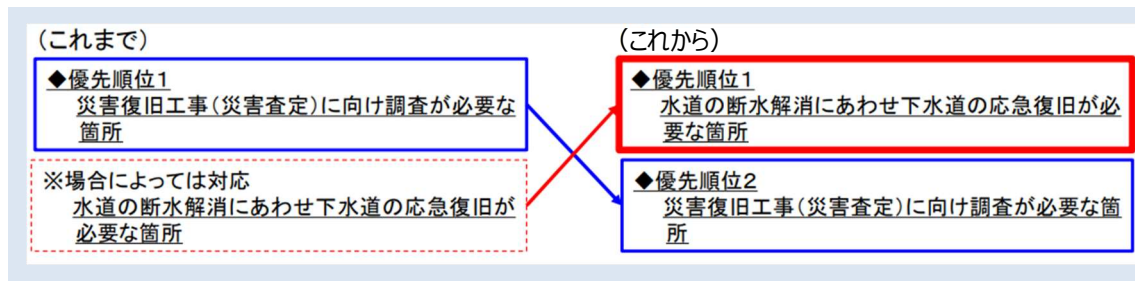 (これまで)
◆優先順位1
災害復旧工事(災害査定)に向け調査が必要な
箇所
※場合によっては対応
水道の断水解消にあわせ下水道の応急復旧が
必要な箇所
(これから)
◆優先順位1
水道の断水解消にあわせ下水道の応急復旧が必
要な箇所
◆優先順位2
災害復旧工事(災害査定)に向け調査が必要な箇
所